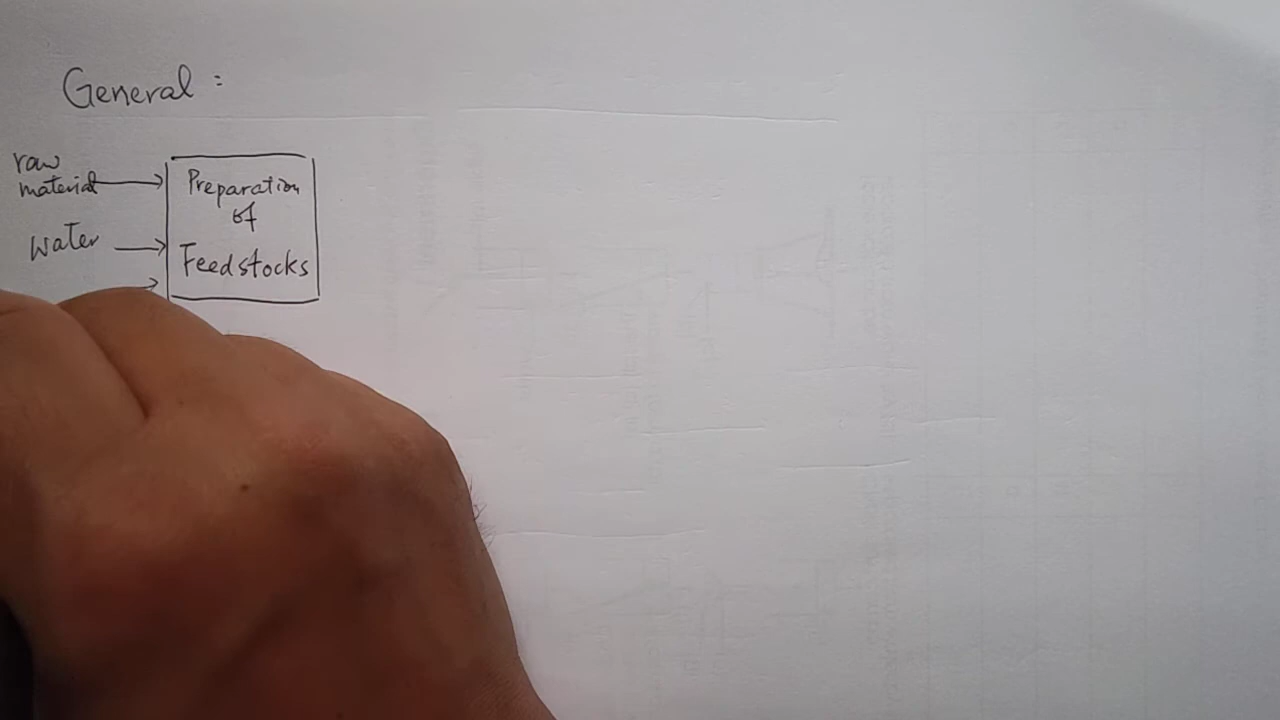 General :
raw
material
Water
Preparation
of
Feedstocks